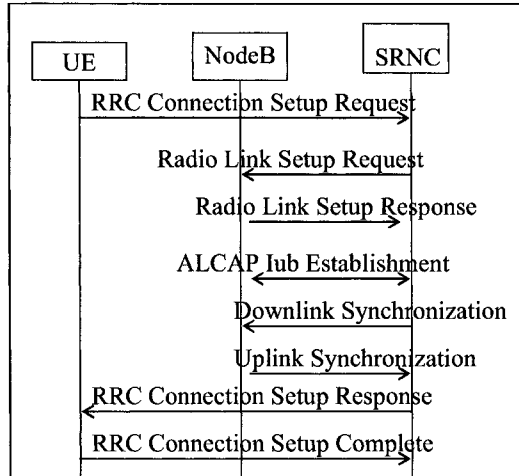 UE
NodeB
SRNC
RRC Connection Setup Request
Radio Link Setup Request
Radio Link Setup Response
ALCAP Iub Establishment
Downlink Synchronization
Uplink Synchronization
RRC Connection Setup Response
RRC Connection Setup Complete